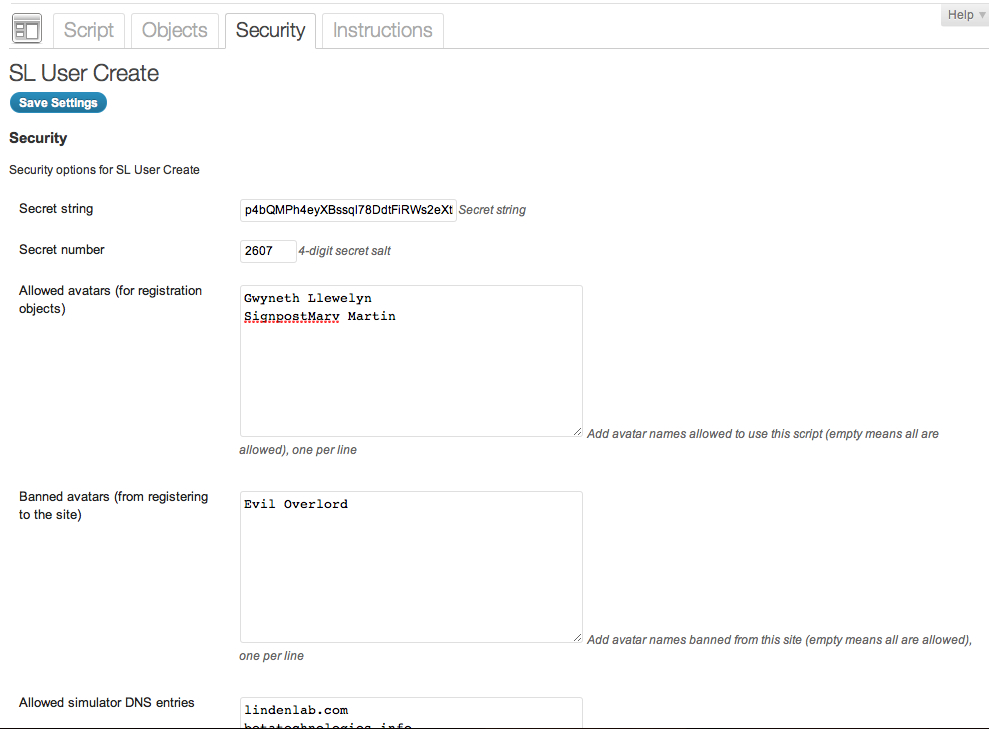 Script Objects Security Instructions Help
SL User Create
Save Settings
Security
Security options for SL User Create
Secret string p4bQMPh4eyXBssqI78DdtFiRWs2eXt Secret string
Secret number 2607 4-digit secret salt
Allowed avatars (for registration
objects)
Gwyneth Llewelyn
SignpostMarv Martin
Add avatar names allowed to use this script (empty means all are
allowed), one per line
Banned avatars (from registering
to the site)
Evil Overlord
Add avatar names banned from this site (empty means all are allowed),
one per line
Allowed simulator DNS entries
lindenlab.com
betatechnologies.info